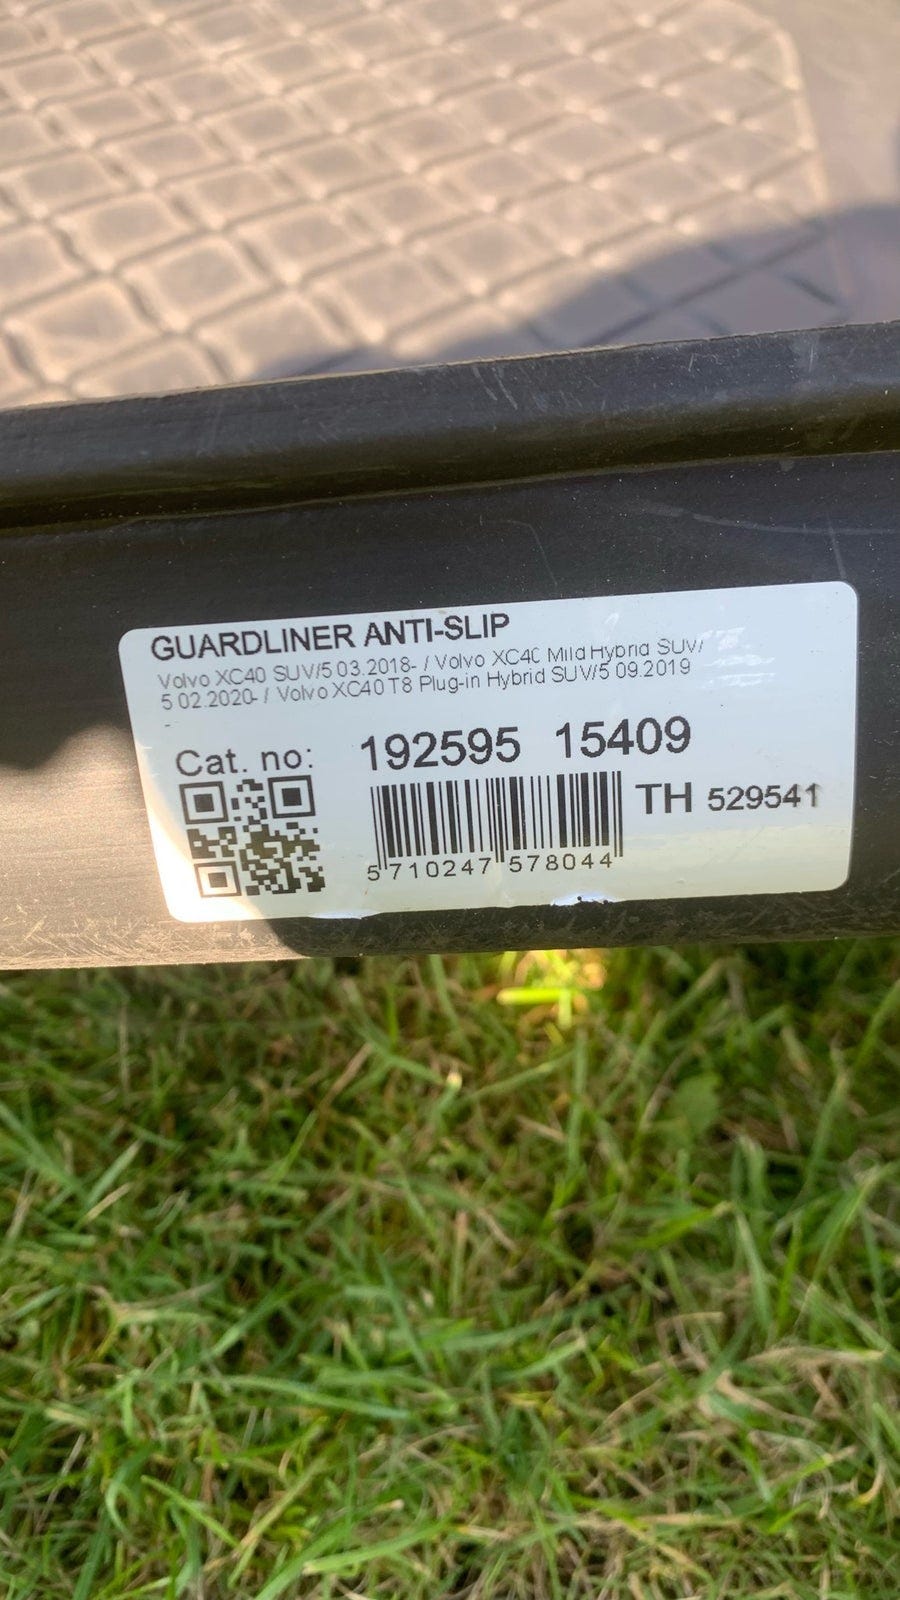 GUARDLINER ANTI-SLIP
Volvo XC40 SUV/5 03.2018- / Volvo XC40 Mild Hybrid SUV/
5 02.2020- / Volvo XC40 T8 Plug-in Hybrid SUV/5 09.2019
-
Cat. no: 192595 15409
TH 529541
5 710247 578044